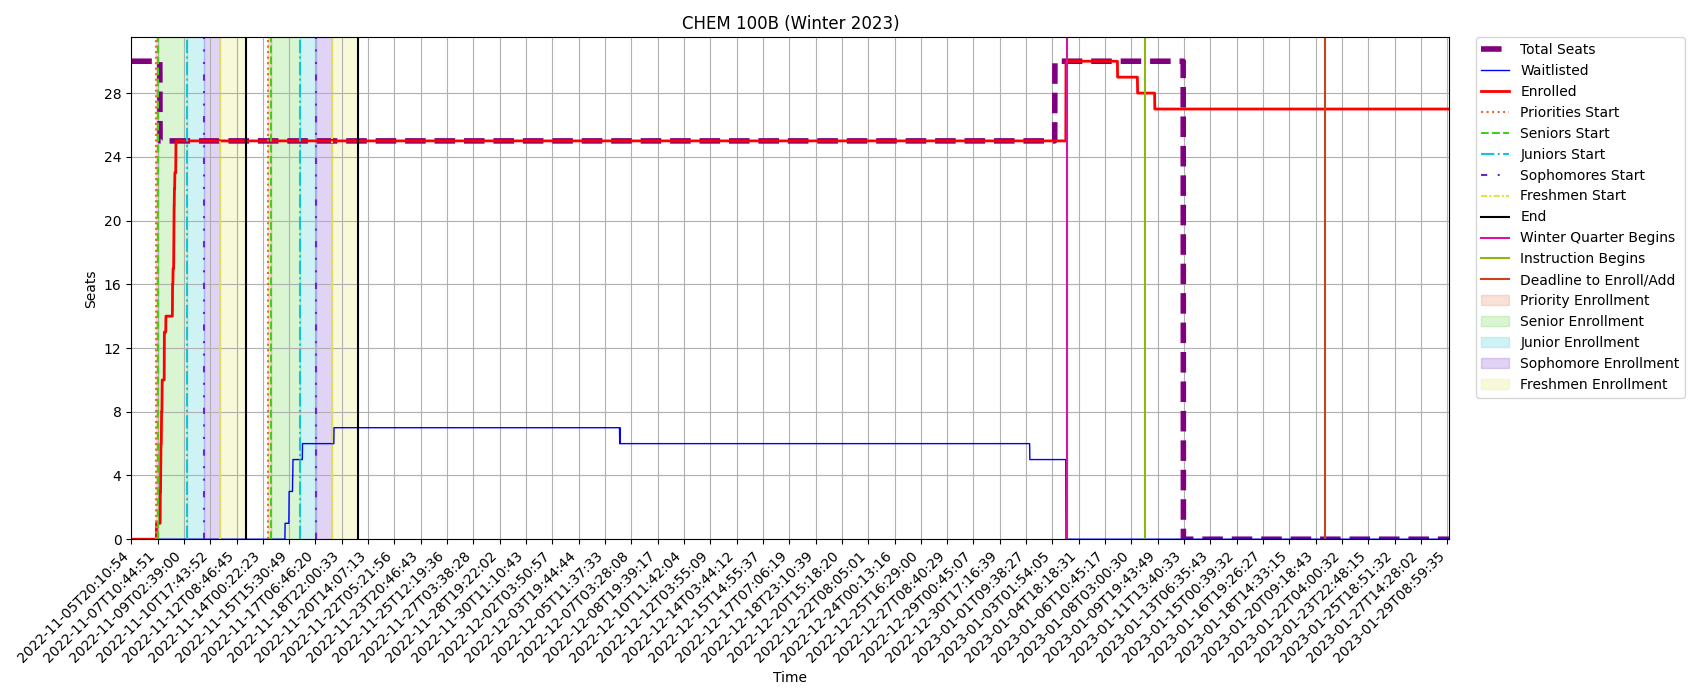 CHEM 100B (Winter 2023)
Seats
28
24
20
16
12
8
4
0
2022-11-05T20:10:54
2022-11-07T10:44:51
2022-11-09T02:39:00
2022-11-10T17:43:52
2022-11-12T08:46:45
2022-11-14T00:22:23
2022-11-15T15:30:49
2022-11-17T06:46:20
2022-11-18T22:00:33
2022-11-20T14:07:13
2022-11-22T05:21:56
2022-11-23T20:46:43
2022-11-25T12:19:36
2022-11-27T03:38:28
2022-11-28T19:22:02
2022-11-30T11:10:43
2022-12-02T03:50:57
2022-12-03T19:44:44
2022-12-05T11:37:33
2022-12-07T03:28:08
2022-12-08T19:39:17
2022-12-10T11:42:04
2022-12-12T03:55:09
2022-12-13T03:44:12
2022-12-15T14:55:37
2022-12-17T07:06:19
2022-12-18T23:10:39
2022-12-20T15:18:20
2022-12-22T08:05:01
2022-12-24T00:13:16
2022-12-25T16:29:00
2022-12-27T08:40:29
2022-12-29T00:45:07
2022-12-30T17:16:39
2023-01-01T09:38:27
2023-01-03T01:54:05
2023-01-04T18:18:31
2023-01-06T10:45:17
2023-01-08T03:00:30
2023-01-09T19:43:49
2023-01-11T13:40:33
2023-01-13T06:35:43
2023-01-15T00:39:32
2023-01-16T19:26:27
2023-01-18T14:33:15
2023-01-20T09:18:43
2023-01-22T04:00:32
2023-01-23T22:48:15
2023-01-25T18:51:32
2023-01-27T14:28:02
2023-01-29T08:59:35
Time
Total Seats
Waitlisted
Enrolled
Priorities Start
Seniors Start
Juniors Start
Sophomores Start
Freshmen Start
End
Winter Quarter Begins
Instruction Begins
Deadline to Enroll/Add
Priority Enrollment
Senior Enrollment
Junior Enrollment
Sophomore Enrollment
Freshmen Enrollment